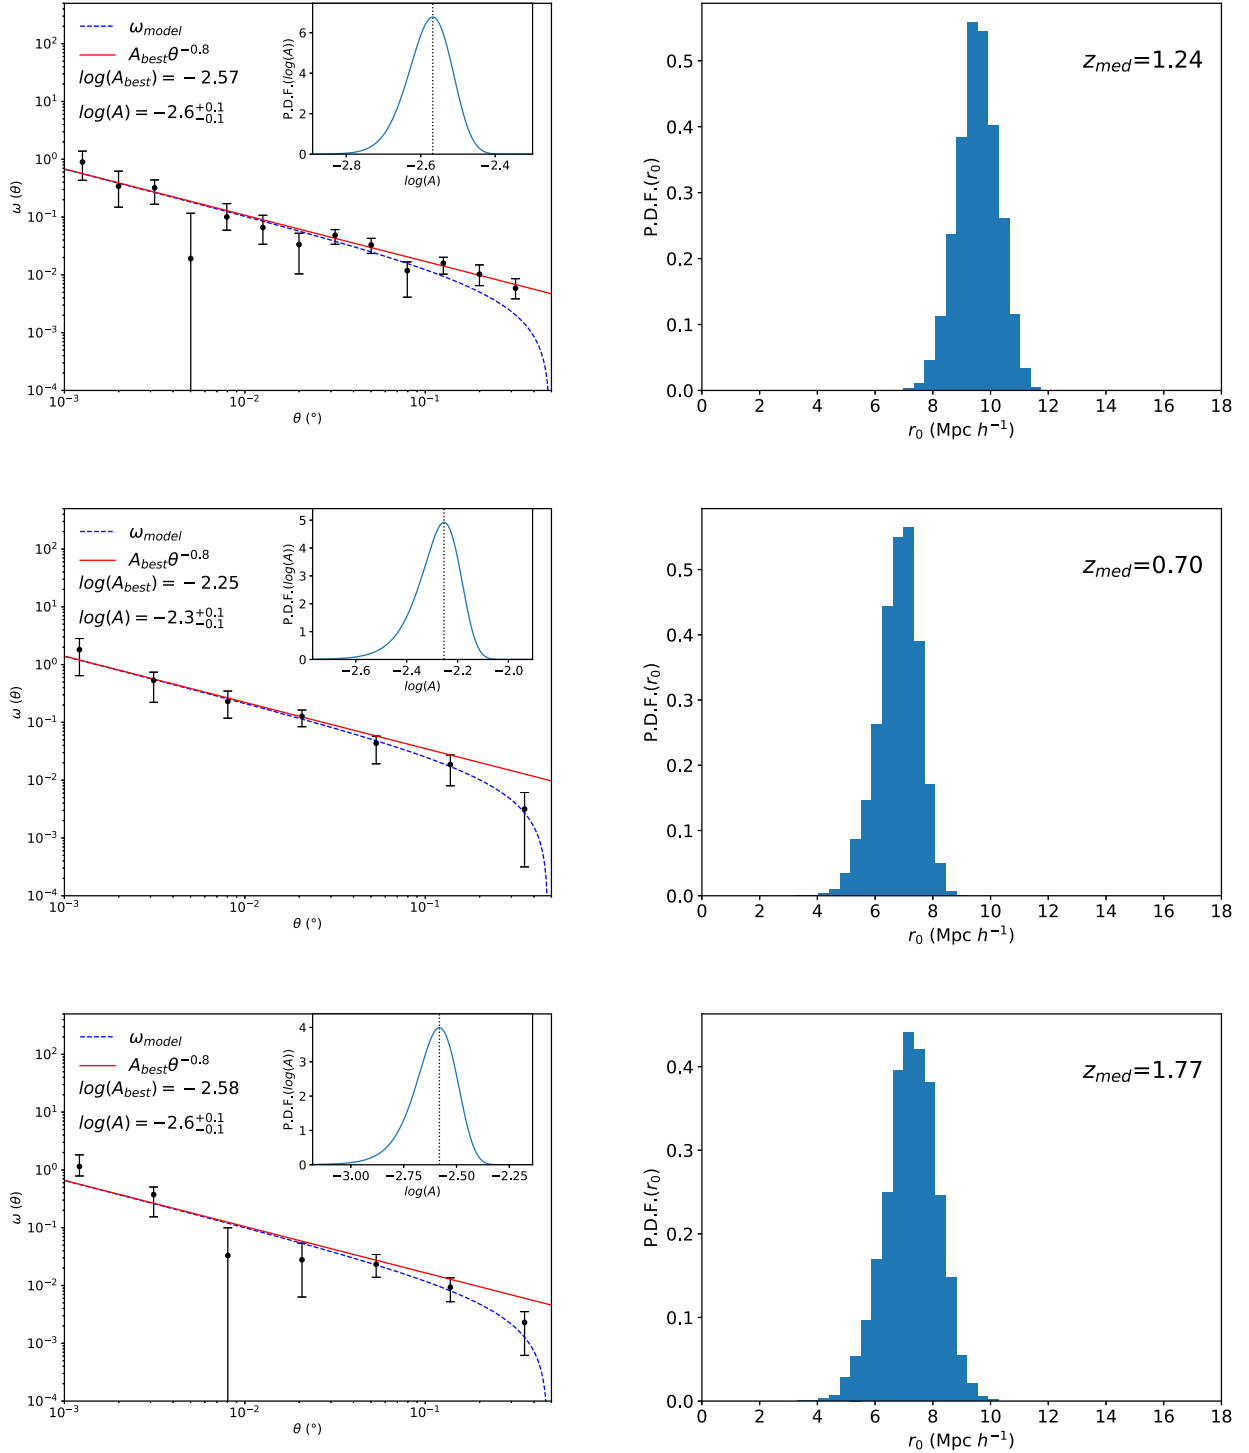 ω_model
A_bestθ^−0.8
log(A_best) = −2.57
log(A) = −2.6^+0.1_−0.1
10^2
10^1
10^0
10^−1
10^−2
10^−3
10^−4
ω (θ)
10^−3
10^−2
10^−1
θ (°)
P.D.F.(log(A))
6
4
2
0
−2.8
−2.6
−2.4
log(A)
z_med=1.24
P.D.F.(r_0)
0.5
0.4
0.3
0.2
0.1
0.0
0 2 4 6 8 10 12 14 16 18
r_0 (Mpc h^−1)
ω_model
A_bestθ^−0.8
log(A_best) = −2.25
log(A) = −2.3^+0.1_−0.1
10^2
10^1
10^0
10^−1
10^−2
10^−3
10^−4
ω (θ)
10^−3
10^−2
10^−1
θ (°)
P.D.F.(log(A))
5
4
3
2
1
0
−2.6
−2.4
−2.2
−2.0
log(A)
z_med=0.70
P.D.F.(r_0)
0.5
0.4
0.3
0.2
0.1
0.0
0 2 4 6 8 10 12 14 16 18
r_0 (Mpc h^−1)
ω_model
A_bestθ^−0.8
log(A_best) = −2.58
log(A) = −2.6^+0.1_−0.1
10^2
10^1
10^0
10^−1
10^−2
10^−3
10^−4
ω (θ)
10^−3
10^−2
10^−1
θ (°)
P.D.F.(log(A))
4
3
2
1
0
−3.00
−2.75
−2.50
−2.25
log(A)
z_med=1.77
P.D.F.(r_0)
0.4
0.3
0.2
0.1
0.0
0 2 4 6 8 10 12 14 16 18
r_0 (Mpc h^−1)